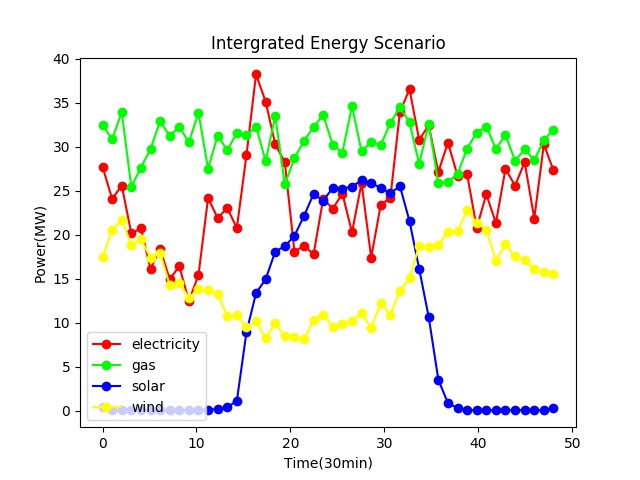 Intergrated Energy Scenario
Power(MW)
40
35
30
25
20
15
10
5
0
electricity
gas
solar
wind
0 10 20 30 40 50
Time(30min)